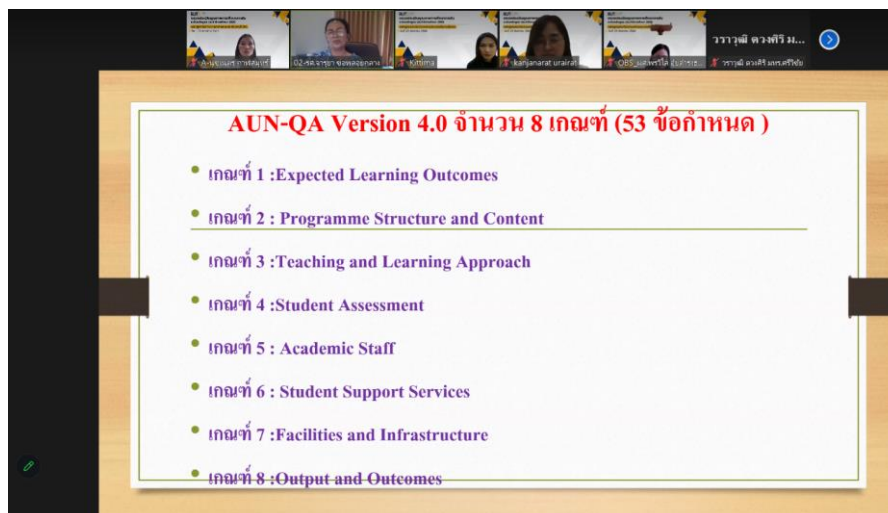 Kittima
kanjanarat urairat
AUN-QA Version 4.0 จำนวน 8 เกณฑ์ (53 ข้อกำหนด )
เกณฑ์ 1 :Expected Learning Outcomes
เกณฑ์ 2 : Programme Structure and Content
เกณฑ์ 3 :Teaching and Learning Approach
เกณฑ์ 4 :Student Assessment
เกณฑ์ 5 : Academic Staff
เกณฑ์ 6 : Student Support Services
เกณฑ์ 7 :Facilities and Infrastructure
เกณฑ์ 8 :Output and Outcomes